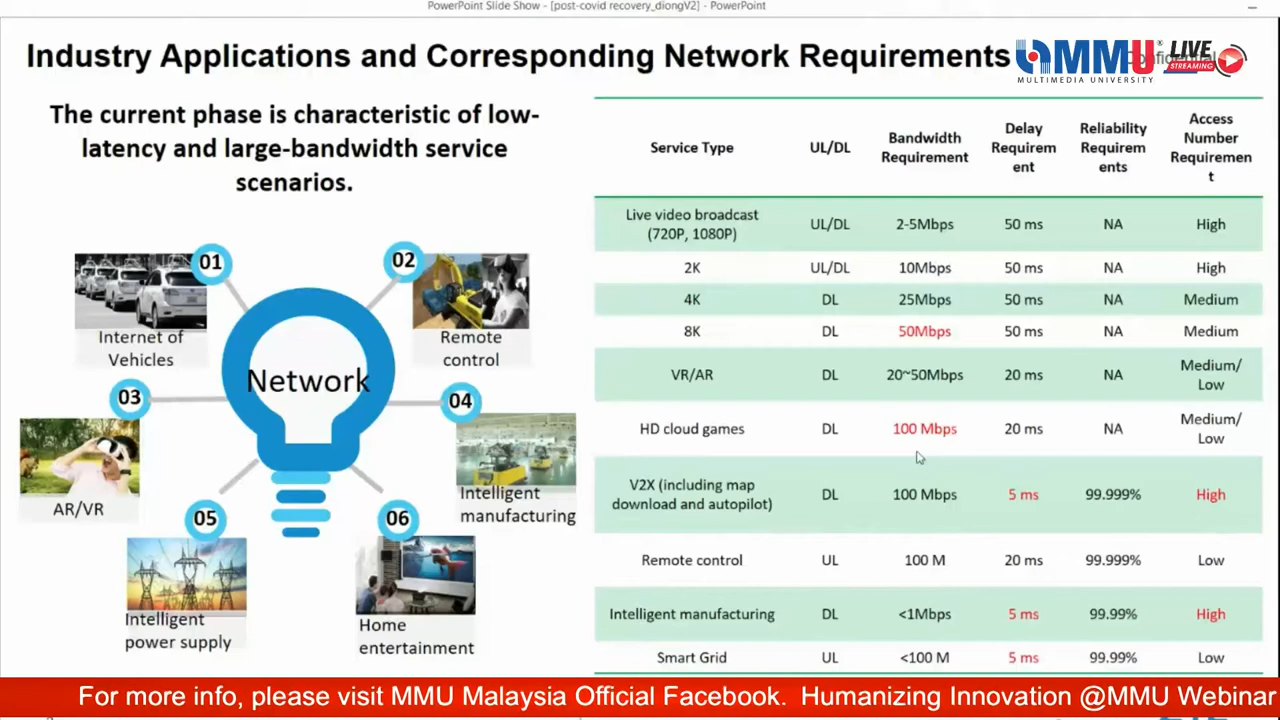 PowerPoint Slide Show - [post-covid recovery_diongV2] - PowerPoint
Industry Applications and Corresponding Network Requirements
MMU
MULTIMEDIA UNIVERSITY
LIVE
STREAMING
The current phase is characteristic of low-
latency and large-bandwidth service
scenarios.
01
Internet of
Vehicles
02
Remote
control
Network
03
AR/VR
04
Intelligent
manufacturing
05
Intelligent
power supply
06
Home
entertainment
Service Type UL/DL Bandwidth
Requirement Delay
Requirem
ent Reliability
Requirem
ents Access
Number
Requiremen
t
Live video broadcast
(720P, 1080P) UL/DL 2-5Mbps 50 ms NA High
2K UL/DL 10Mbps 50 ms NA High
4K DL 25Mbps 50 ms NA Medium
8K DL 50Mbps 50 ms NA Medium
VR/AR DL 20~50Mbps 20 ms NA Medium/
Low
HD cloud games DL 100 Mbps 20 ms NA Medium/
Low
V2X (including map
download and autopilot) DL 100 Mbps 5 ms 99.999% High
Remote control UL 100 M 20 ms 99.999% Low
Intelligent manufacturing DL <1Mbps 5 ms 99.99% High
Smart Grid UL <100 M 5 ms 99.99% Low
For more info, please visit MMU Malaysia Official Facebook. Humanizing Innovation @MMU Webinar